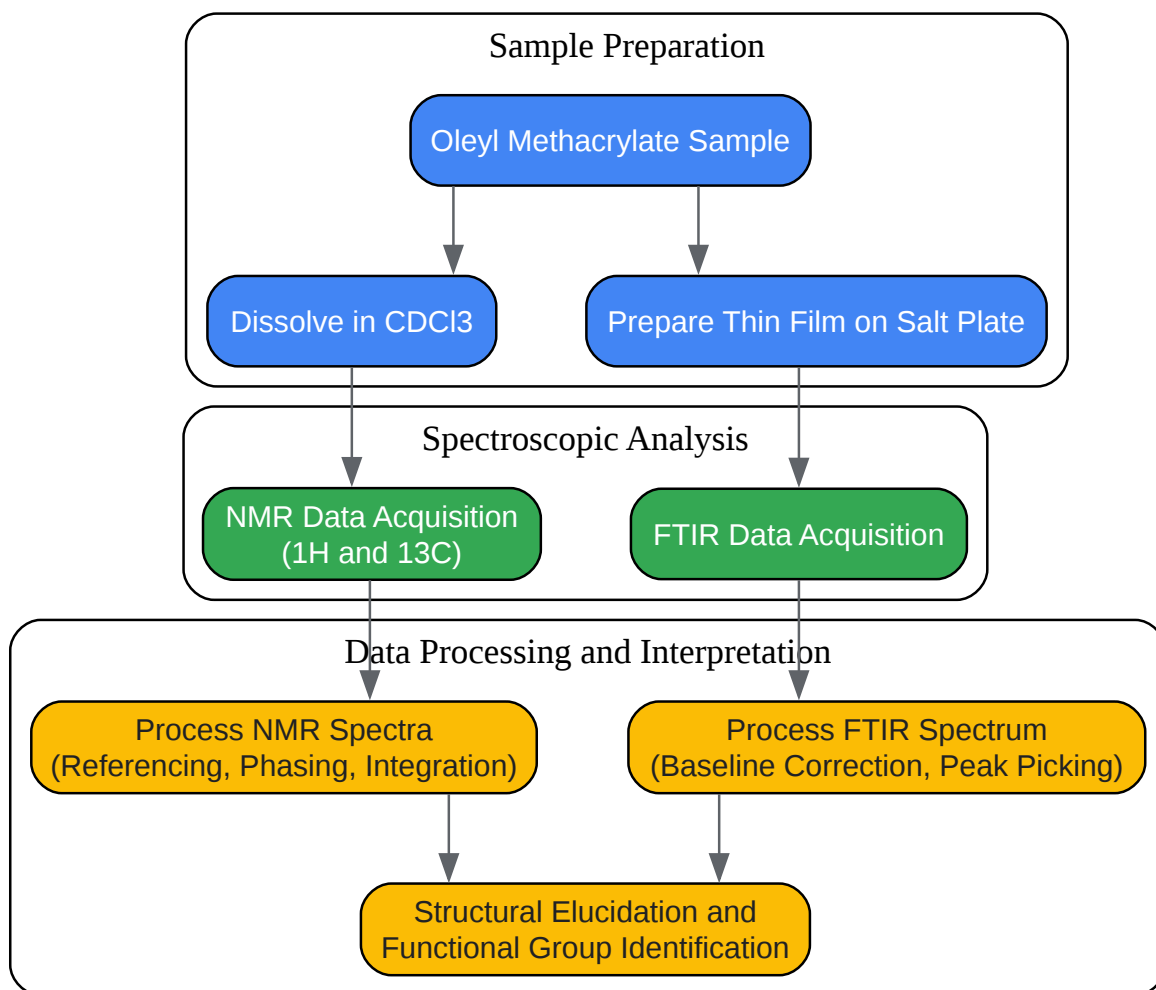 Sample Preparation
Oleyl Methacrylate Sample
Dissolve in CDCl3
Prepare Thin Film on Salt Plate
Spectroscopic Analysis
NMR Data Acquisition
(1H and 13C)
FTIR Data Acquisition
Data Processing and Interpretation
Process NMR Spectra
(Referencing, Phasing, Integration)
Process FTIR Spectrum
(Baseline Correction, Peak Picking)
Structural Elucidation and
Functional Group Identification